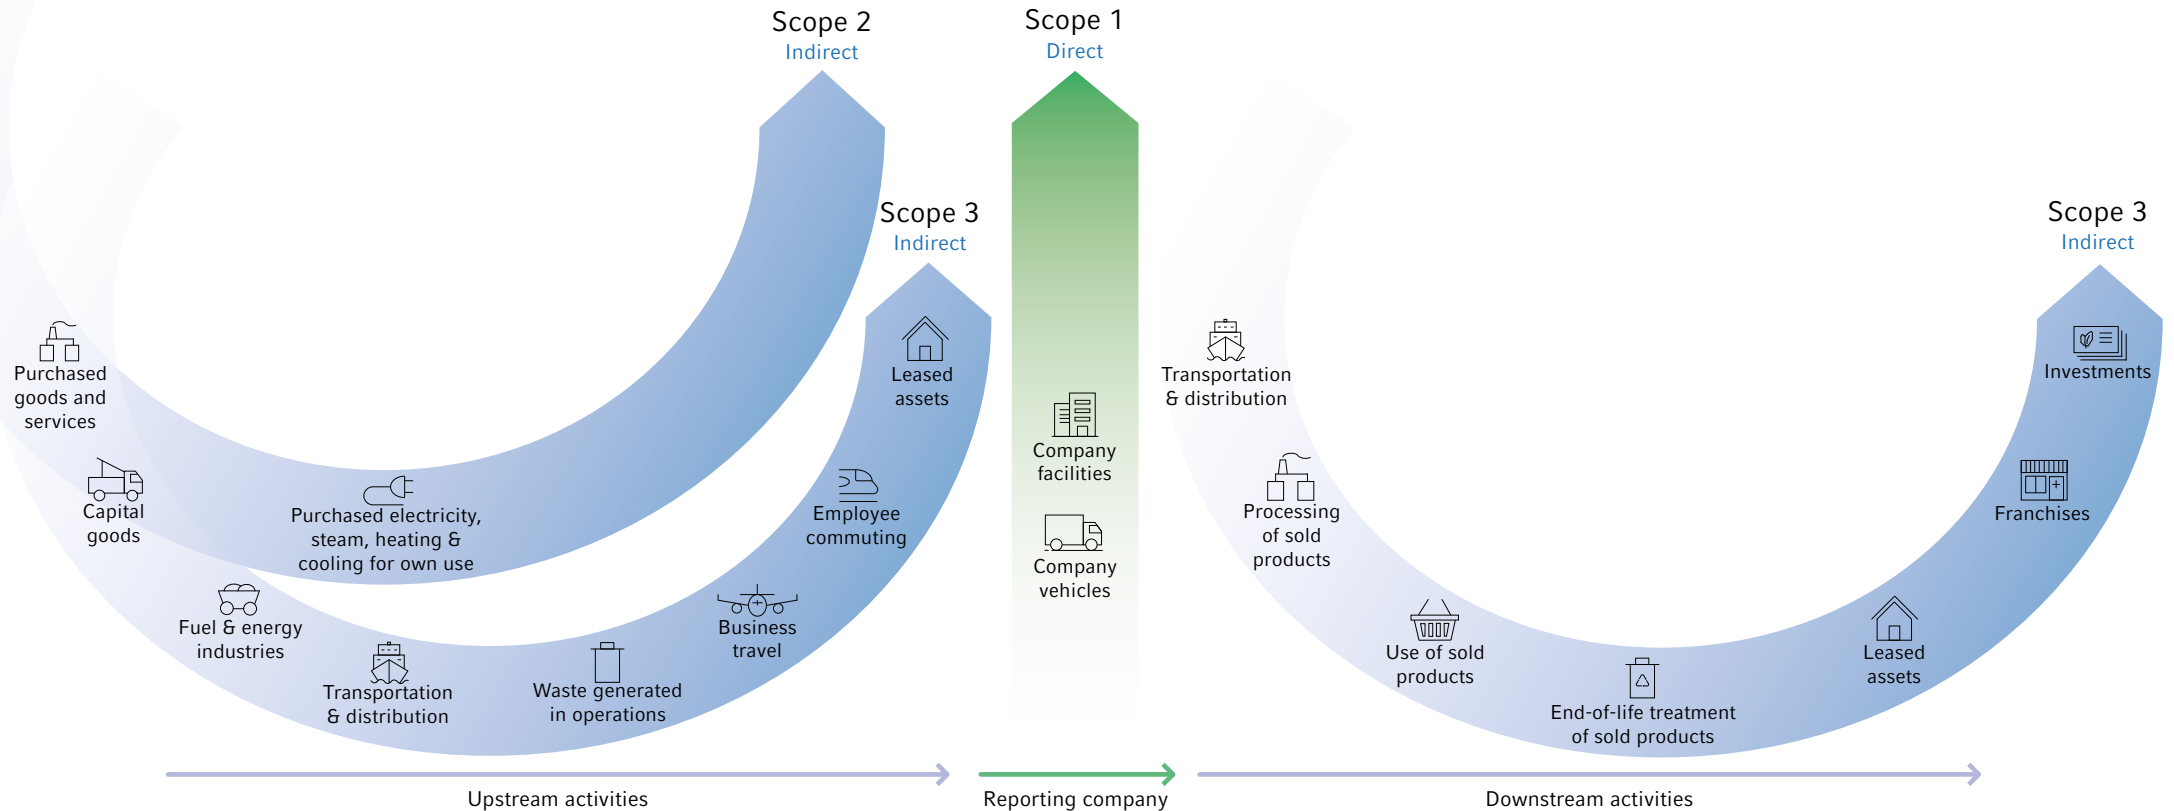 Scope 2
Indirect
Scope 1
Direct
Scope 3
Indirect
Scope 3
Indirect
Purchased
goods and
services
Capital
goods
Purchased electricity,
steam, heating &
cooling for own use
Fuel & energy
industries
Transportation
& distribution
Waste generated
in operations
Business
travel
Employee
commuting
Leased
assets
Company
facilities
Company
vehicles
Transportation
& distribution
Processing
of sold
products
Use of sold
products
End-of-life treatment
of sold products
Leased
assets
Franchises
Investments
Upstream activities
Reporting company
Downstream activities